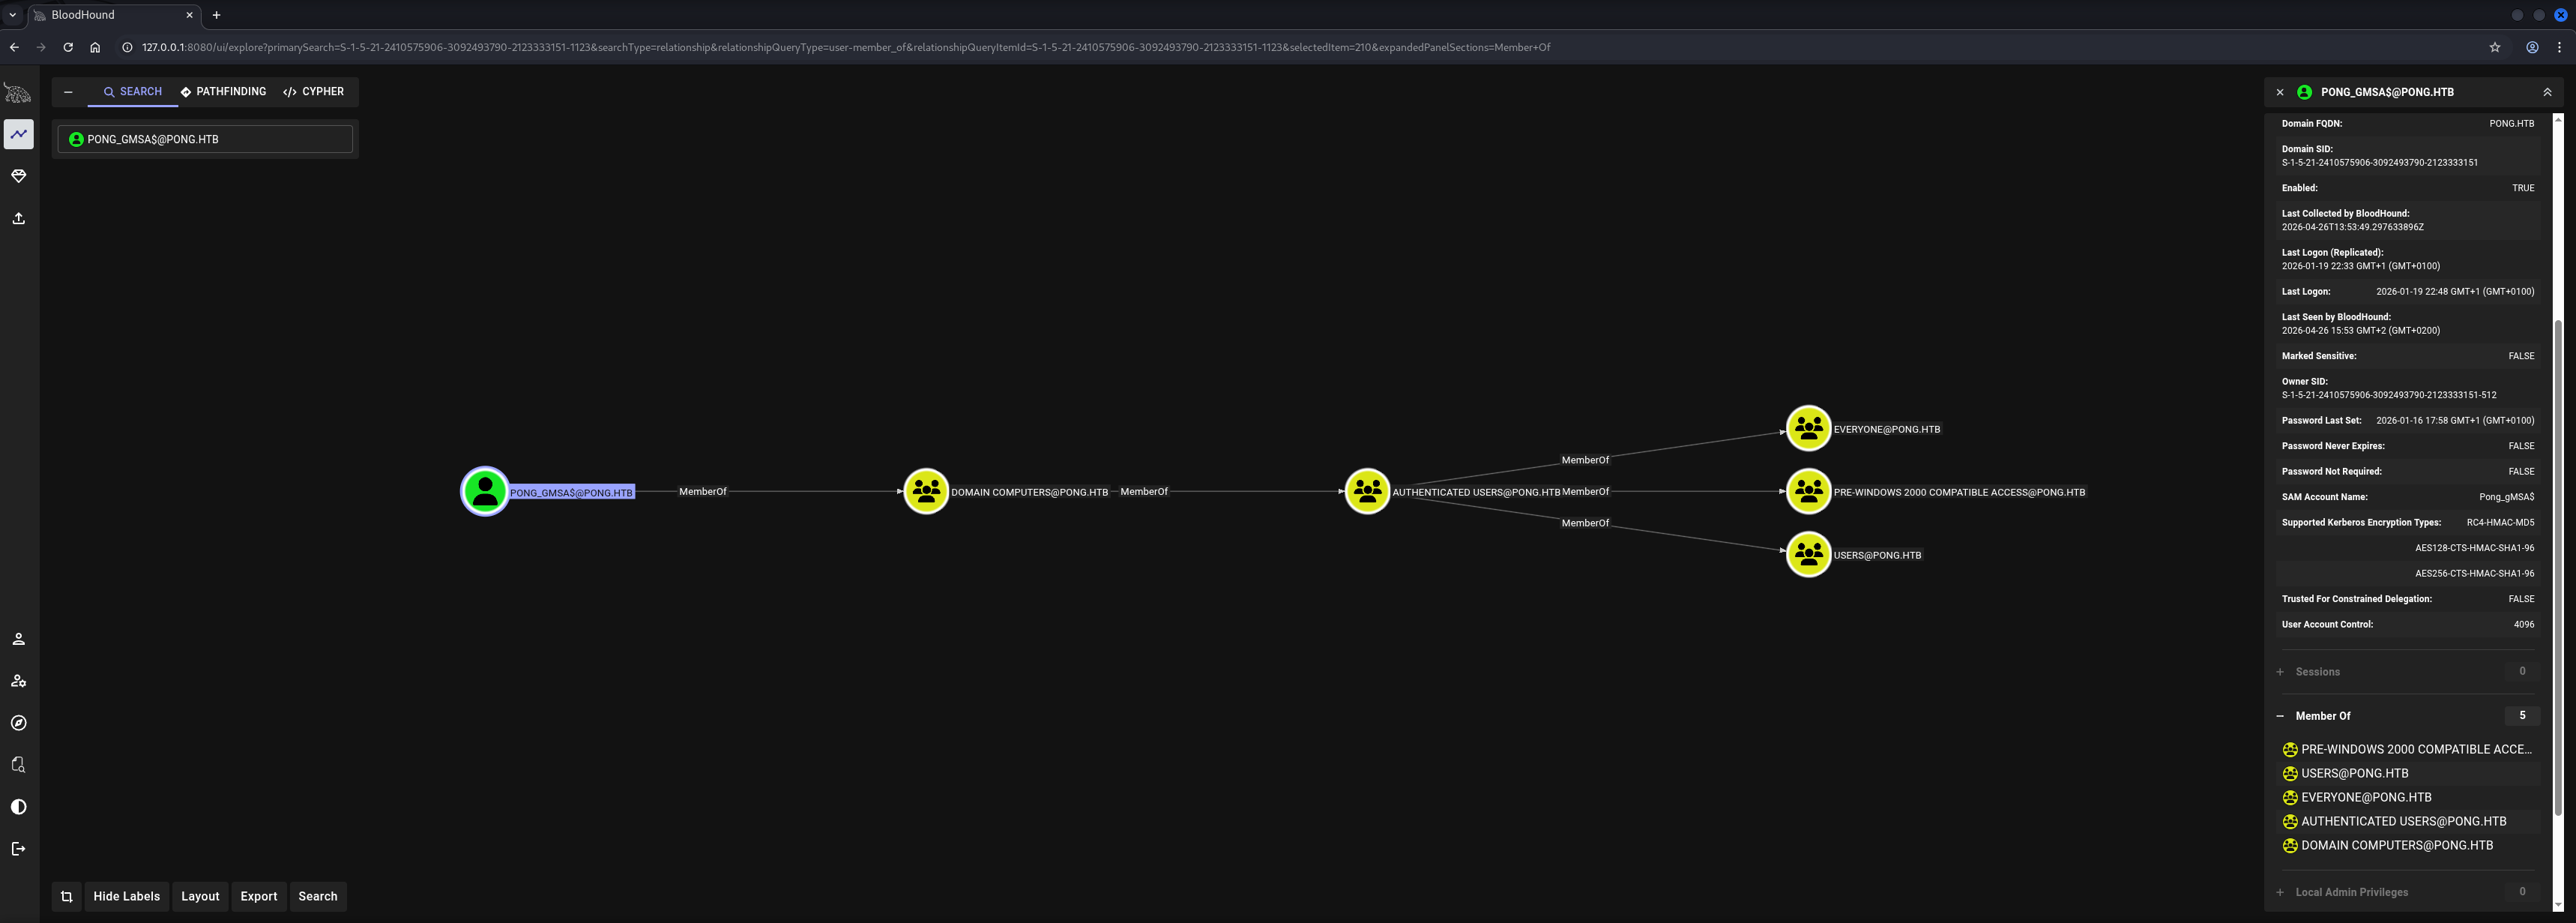 BloodHound
127.0.0.1:8080/ui/explore?primarySearch=S-1-5-21-2410575906-3092493790-2123333151-1123&searchType=relationship&relationshipQueryType=user-member_of&relationshipQueryItemId=S-1-5-21-2410575906-3092493790-2123333151-1123&selectedItem=210&expandedPanelSections=Member+Of
SEARCH PATHFINDING </> CYPHER
PONG_GMSA$@PONG.HTB
PONG_GMSA$@PONG.HTB
MemberOf
DOMAIN COMPUTERS@PONG.HTB
MemberOf
AUTHENTICATED USERS@PONG.HTB
MemberOf
EVERYONE@PONG.HTB
MemberOf
PRE-WINDOWS 2000 COMPATIBLE ACCESS@PONG.HTB
MemberOf
USERS@PONG.HTB
Hide Labels Layout Export Search
PONG_GMSA$@PONG.HTB
Domain FQDN: PONG.HTB
Domain SID:
S-1-5-21-2410575906-3092493790-2123333151
Enabled: TRUE
Last Collected by BloodHound:
2026-04-26T13:53:49.297633896Z
Last Logon (Replicated):
2026-01-19 22:33 GMT+1 (GMT+0100)
Last Logon: 2026-01-19 22:48 GMT+1 (GMT+0100)
Last Seen by BloodHound:
2026-04-26 15:53 GMT+2 (GMT+0200)
Marked Sensitive: FALSE
Owner SID:
S-1-5-21-2410575906-3092493790-2123333151-512
Password Last Set: 2026-01-16 17:58 GMT+1 (GMT+0100)
Password Never Expires: FALSE
Password Not Required: FALSE
SAM Account Name: Pong_gMSA$
Supported Kerberos Encryption Types: RC4-HMAC-MD5
AES128-CTS-HMAC-SHA1-96
AES256-CTS-HMAC-SHA1-96
Trusted For Constrained Delegation: FALSE
User Account Control: 4096
Sessions 0
Member Of 5
PRE-WINDOWS 2000 COMPATIBLE ACCE...
USERS@PONG.HTB
EVERYONE@PONG.HTB
AUTHENTICATED USERS@PONG.HTB
DOMAIN COMPUTERS@PONG.HTB
Local Admin Privileges 0